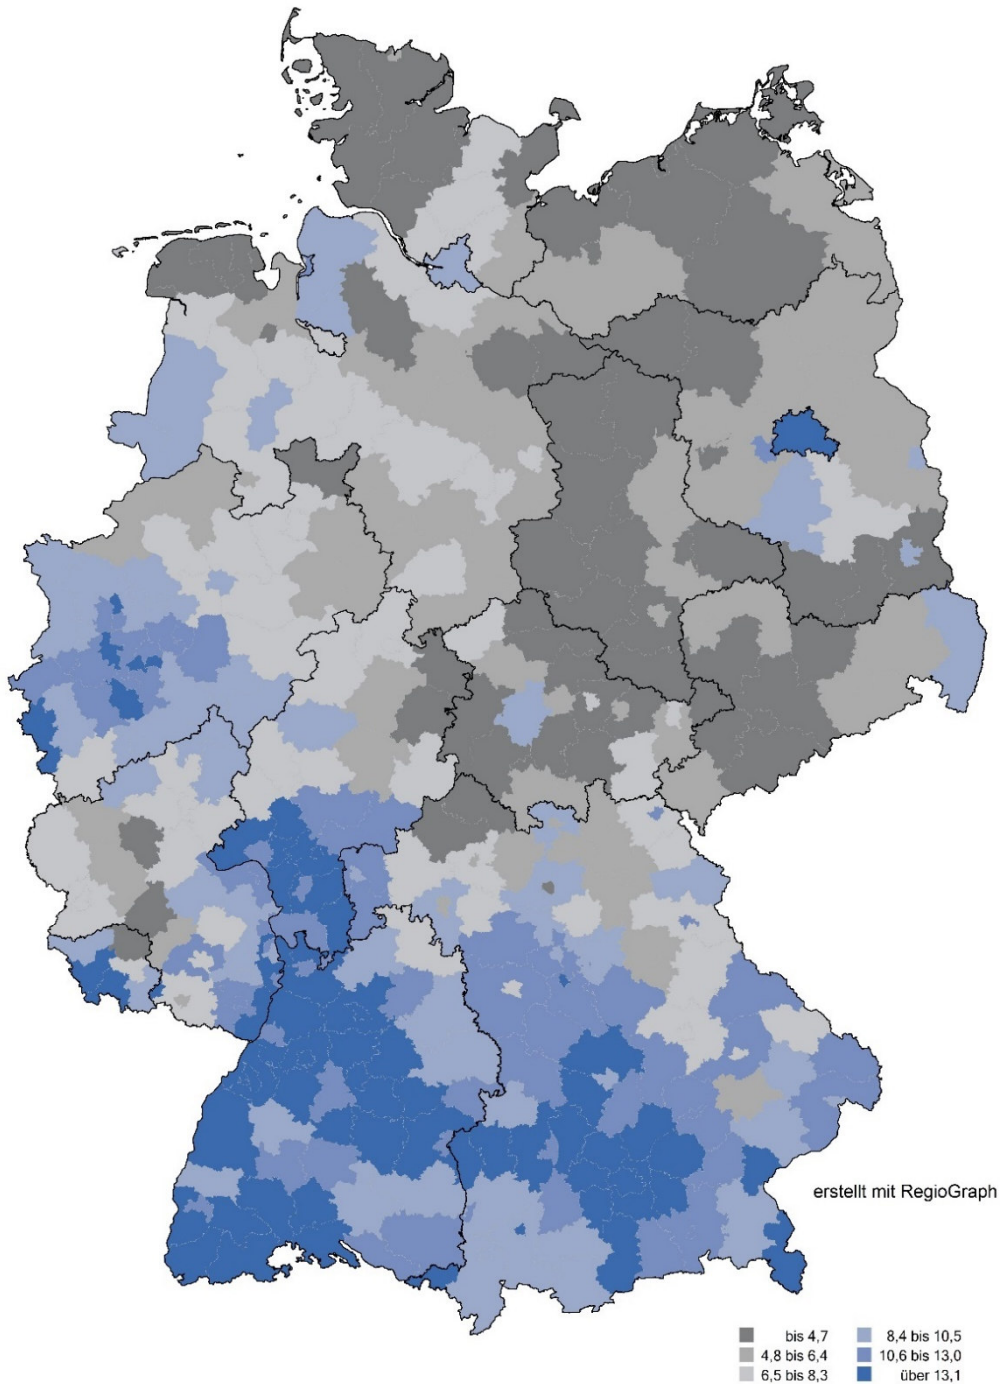 erstellt mit RegioGraph
bis 4,7
4,8 bis 6,4
6,5 bis 8,3
8,4 bis 10,5
10,6 bis 13,0
über 13,1